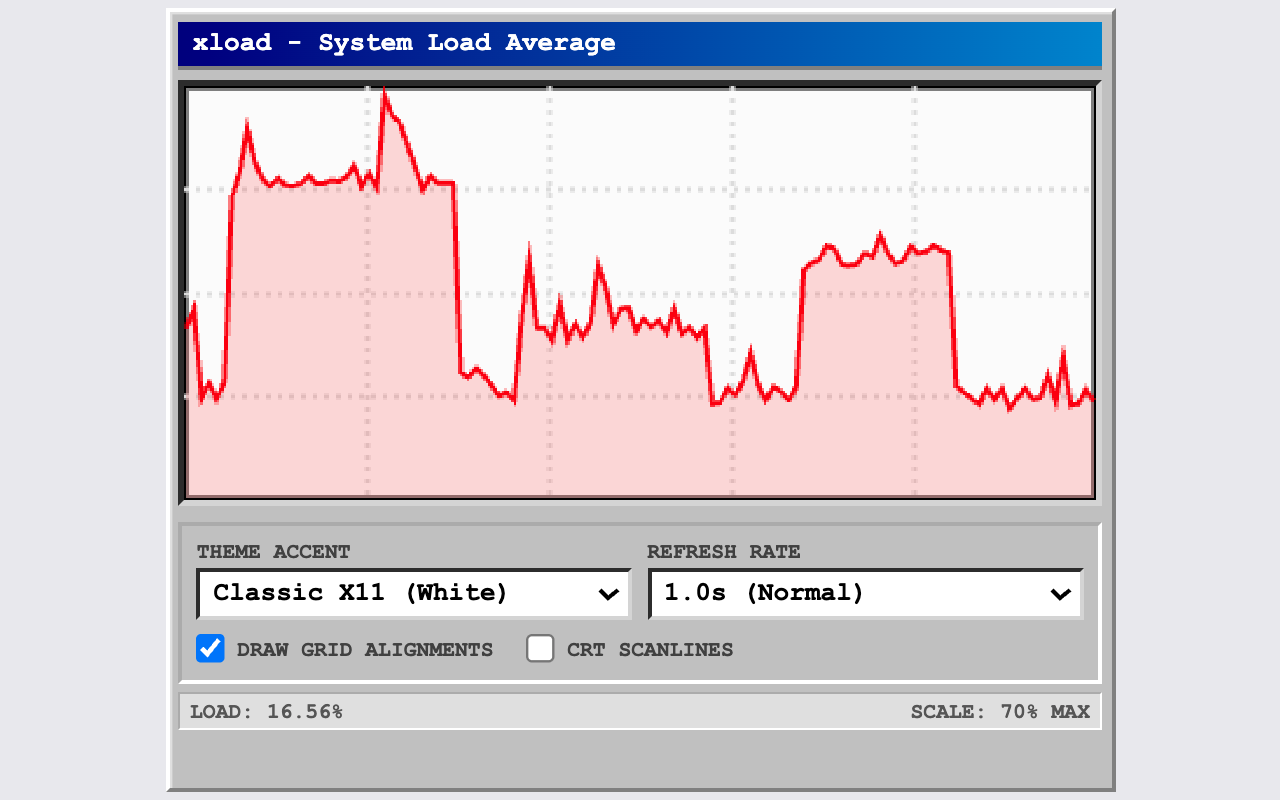 xload - System Load Average
THEME ACCENT
REFRESH RATE
Classic X11 (White)
1.0s (Normal)
DRAW GRID ALIGNMENTS
CRT SCANLINES
LOAD: 16.56%
SCALE: 70% MAX